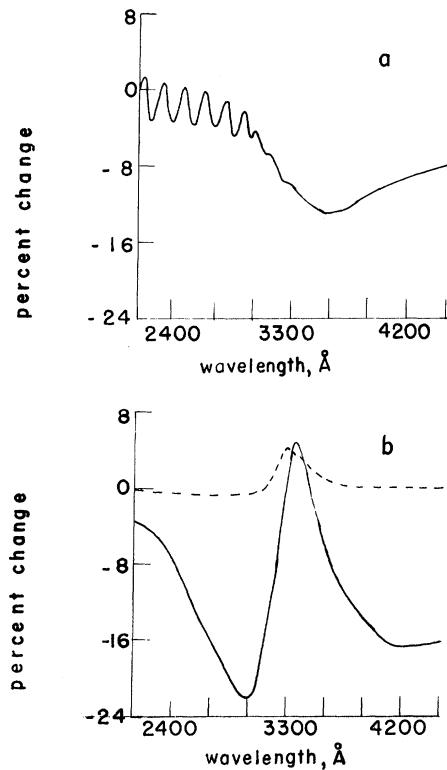 a
8
0
-8
-16
-24
percent change
2400 3300 4200
wavelength, Å
b
8
0
-8
-16
-24
percent change
2400 3300 4200
wavelength, Å